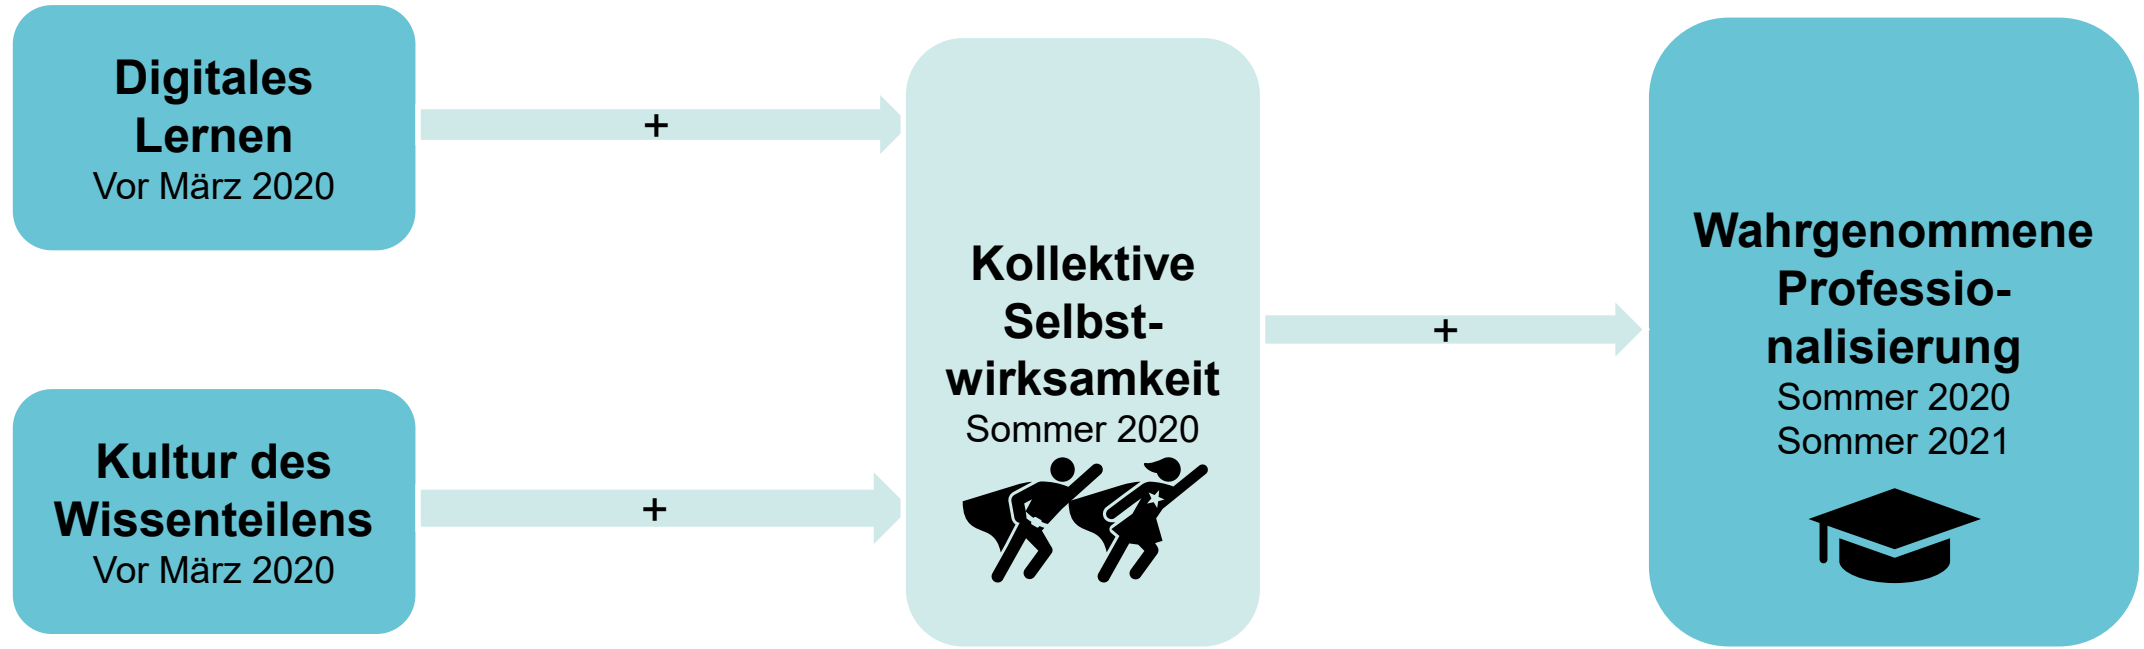 Digitales
Lernen
Vor März 2020
+
Kultur des
Wissenteilens
Vor März 2020
+
Kollektive
Selbst-
wirksamkeit
Sommer 2020
+
Wahrgenommene
Professio-
nalisierung
Sommer 2020
Sommer 2021